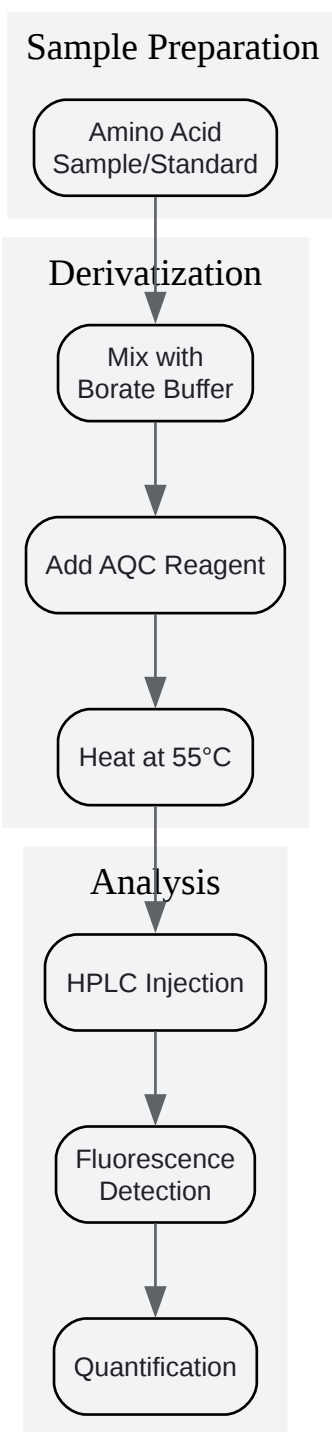 Sample Preparation
Amino Acid
Sample/Standard
Derivatization
Mix with
Borate Buffer
Add AQC Reagent
Heat at 55°C
Analysis
HPLC Injection
Fluorescence
Detection
Quantification